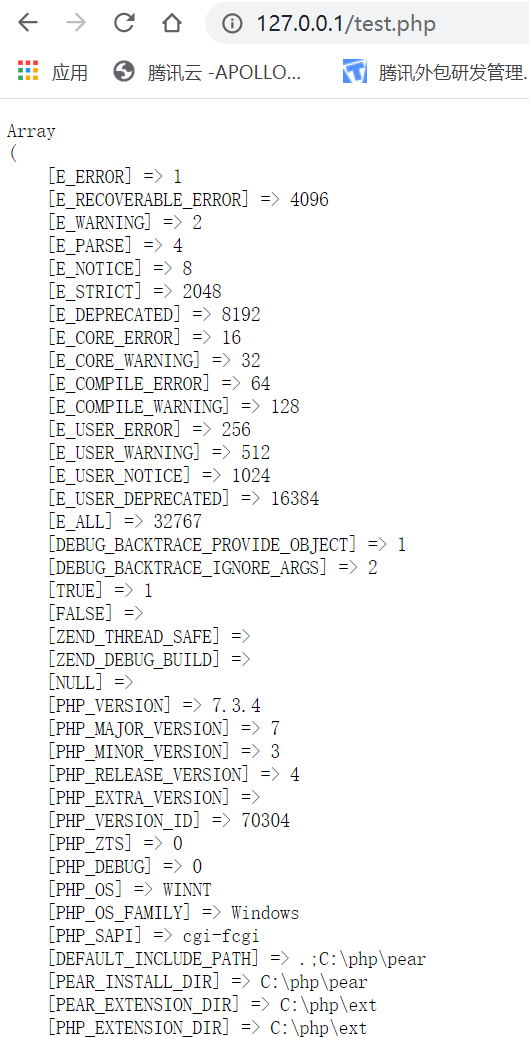 127.0.0.1/test.php
应用 腾讯云 -APOLLO... 腾讯外包研发管理.
Array
(
[E_ERROR] => 1
[E_RECOVERABLE_ERROR] => 4096
[E_WARNING] => 2
[E_PARSE] => 4
[E_NOTICE] => 8
[E_STRICT] => 2048
[E_DEPRECATED] => 8192
[E_CORE_ERROR] => 16
[E_CORE_WARNING] => 32
[E_COMPILE_ERROR] => 64
[E_COMPILE_WARNING] => 128
[E_USER_ERROR] => 256
[E_USER_WARNING] => 512
[E_USER_NOTICE] => 1024
[E_USER_DEPRECATED] => 16384
[E_ALL] => 32767
[DEBUG_BACKTRACE_PROVIDE_OBJECT] => 1
[DEBUG_BACKTRACE_IGNORE_ARGS] => 2
[TRUE] => 1
[FALSE] =>
[ZEND_THREAD_SAFE] =>
[ZEND_DEBUG_BUILD] =>
[NULL] =>
[PHP_VERSION] => 7.3.4
[PHP_MAJOR_VERSION] => 7
[PHP_MINOR_VERSION] => 3
[PHP_RELEASE_VERSION] => 4
[PHP_EXTRA_VERSION] =>
[PHP_VERSION_ID] => 70304
[PHP_ZTS] => 0
[PHP_DEBUG] => 0
[PHP_OS] => WINNT
[PHP_OS_FAMILY] => Windows
[PHP_SAPI] => cgi-fcgi
[DEFAULT_INCLUDE_PATH] => .;C:\php\pear
[PEAR_INSTALL_DIR] => C:\php\pear
[PEAR_EXTENSION_DIR] => C:\php\ext
[PHP_EXTENSION_DIR] => C:\php\ext